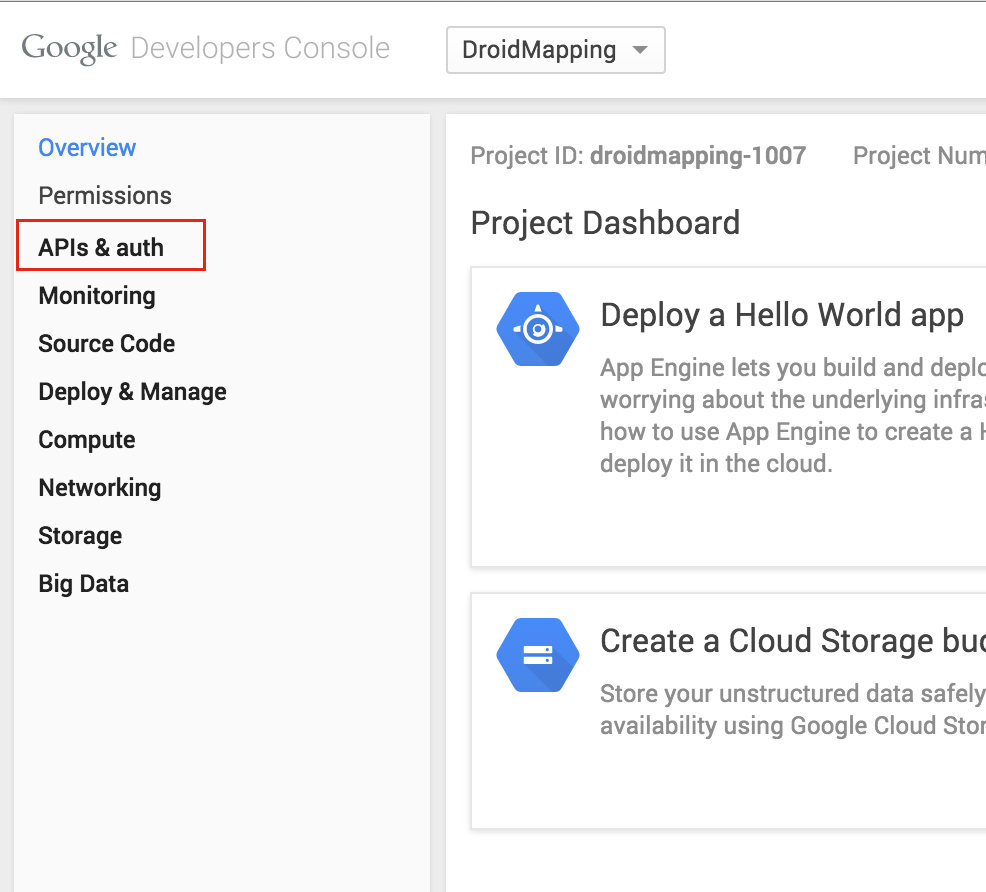 Google Developers Console
DroidMapping
Overview
Permissions
APIs & auth
Monitoring
Source Code
Deploy & Manage
Compute
Networking
Storage
Big Data
Project ID: droidmapping-1007 Project Num
Project Dashboard
Deploy a Hello World app
App Engine lets you build and deplo
worrying about the underlying infras
how to use App Engine to create a H
deploy it in the cloud.
Create a Cloud Storage buc
Store your unstructured data safely
availability using Google Cloud Stor